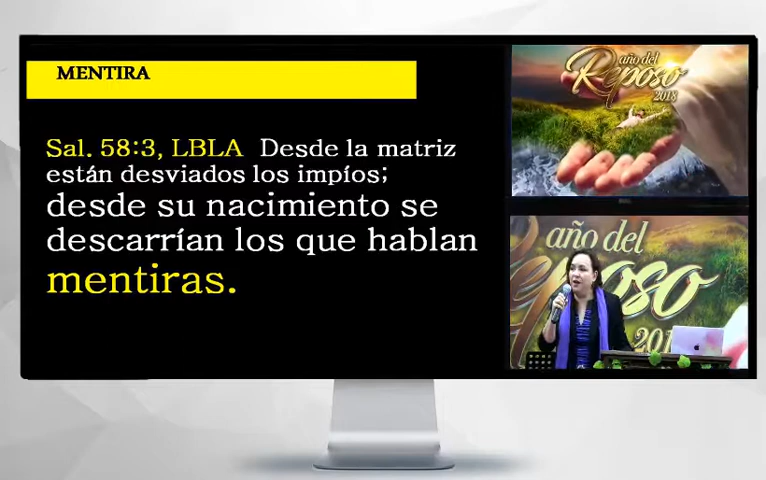 MENTIRA
Sal. 58:3, LBLA Desde la matriz
están desviados los impíos;
desde su nacimiento se
descarrían los que hablan
mentiras.
año del
Reposo
2018
año del
Reposo
201